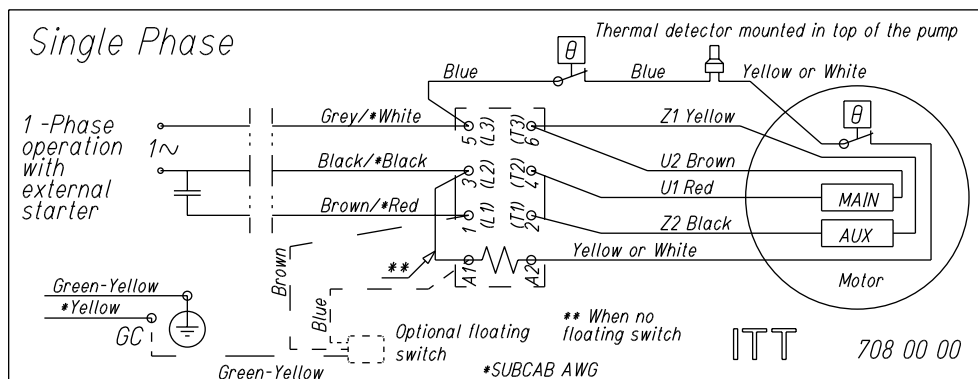 Single Phase
Thermal detector mounted in top of the pump
θ
Blue
Blue
Yellow or White
θ
1-Phase
operation
with
external
starter
1~
Grey/*White
5
(L3)
(T3)
6
Z1 Yellow
Black/*Black
3
(L2)
(T2)
4
U2 Brown
U1 Red
MAIN
Brown/*Red
1
(L1)
(T1)
2
Z2 Black
AUX
Brown
**
A1
A2
Yellow or White
Motor
Green-Yellow
*Yellow
GC
Blue
Optional floating
switch
Green-Yellow
** When no
floating switch
*SUBCAB AWG
ITT
708 00 00